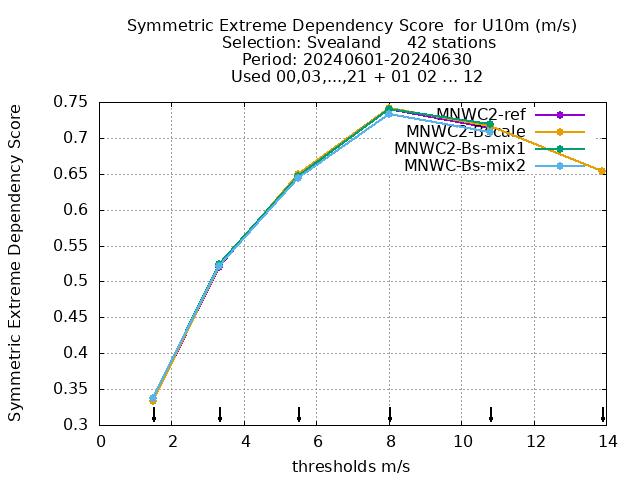 Symmetric Extreme Dependency Score  for U10m (m/s)
Selection: Svealand     42 stations
Period: 20240601-20240630
Used 00,03,...,21 + 01 02 ... 12
Symmetric Extreme Dependency Score
0.75
0.7
0.65
0.6
0.55
0.5
0.45
0.4
0.35
0.3
MNWC2-ref
MNWC2-Bscale
MNWC2-Bs-mix1
MNWC-Bs-mix2
0 2 4 6 8 10 12 14
thresholds m/s